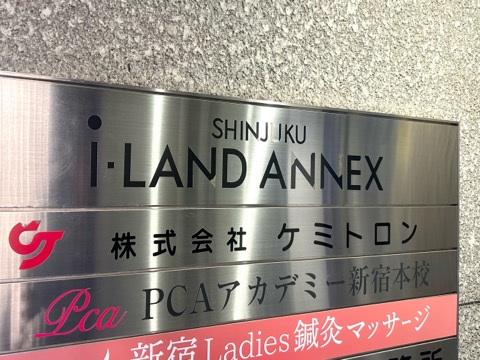 SHINJUKU
i·LAND ANNEX
株式会社 ケミトロン
Pca PCAアカデミー新宿本校
新宿Ladies鍼灸マッサージ
務所